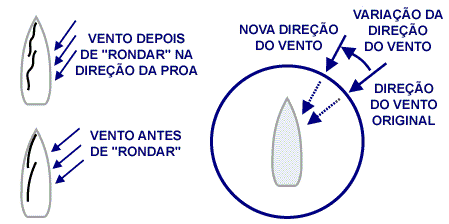 VENTO DEPOIS
DE "RONDAR" NA
DIREÇÃO DA PROA
VENTO ANTES
DE "RONDAR"
NOVA DIREÇÃO
DO VENTO
VARIAÇÃO DA
DIREÇÃO
DO VENTO
DIREÇÃO
DO VENTO
ORIGINAL